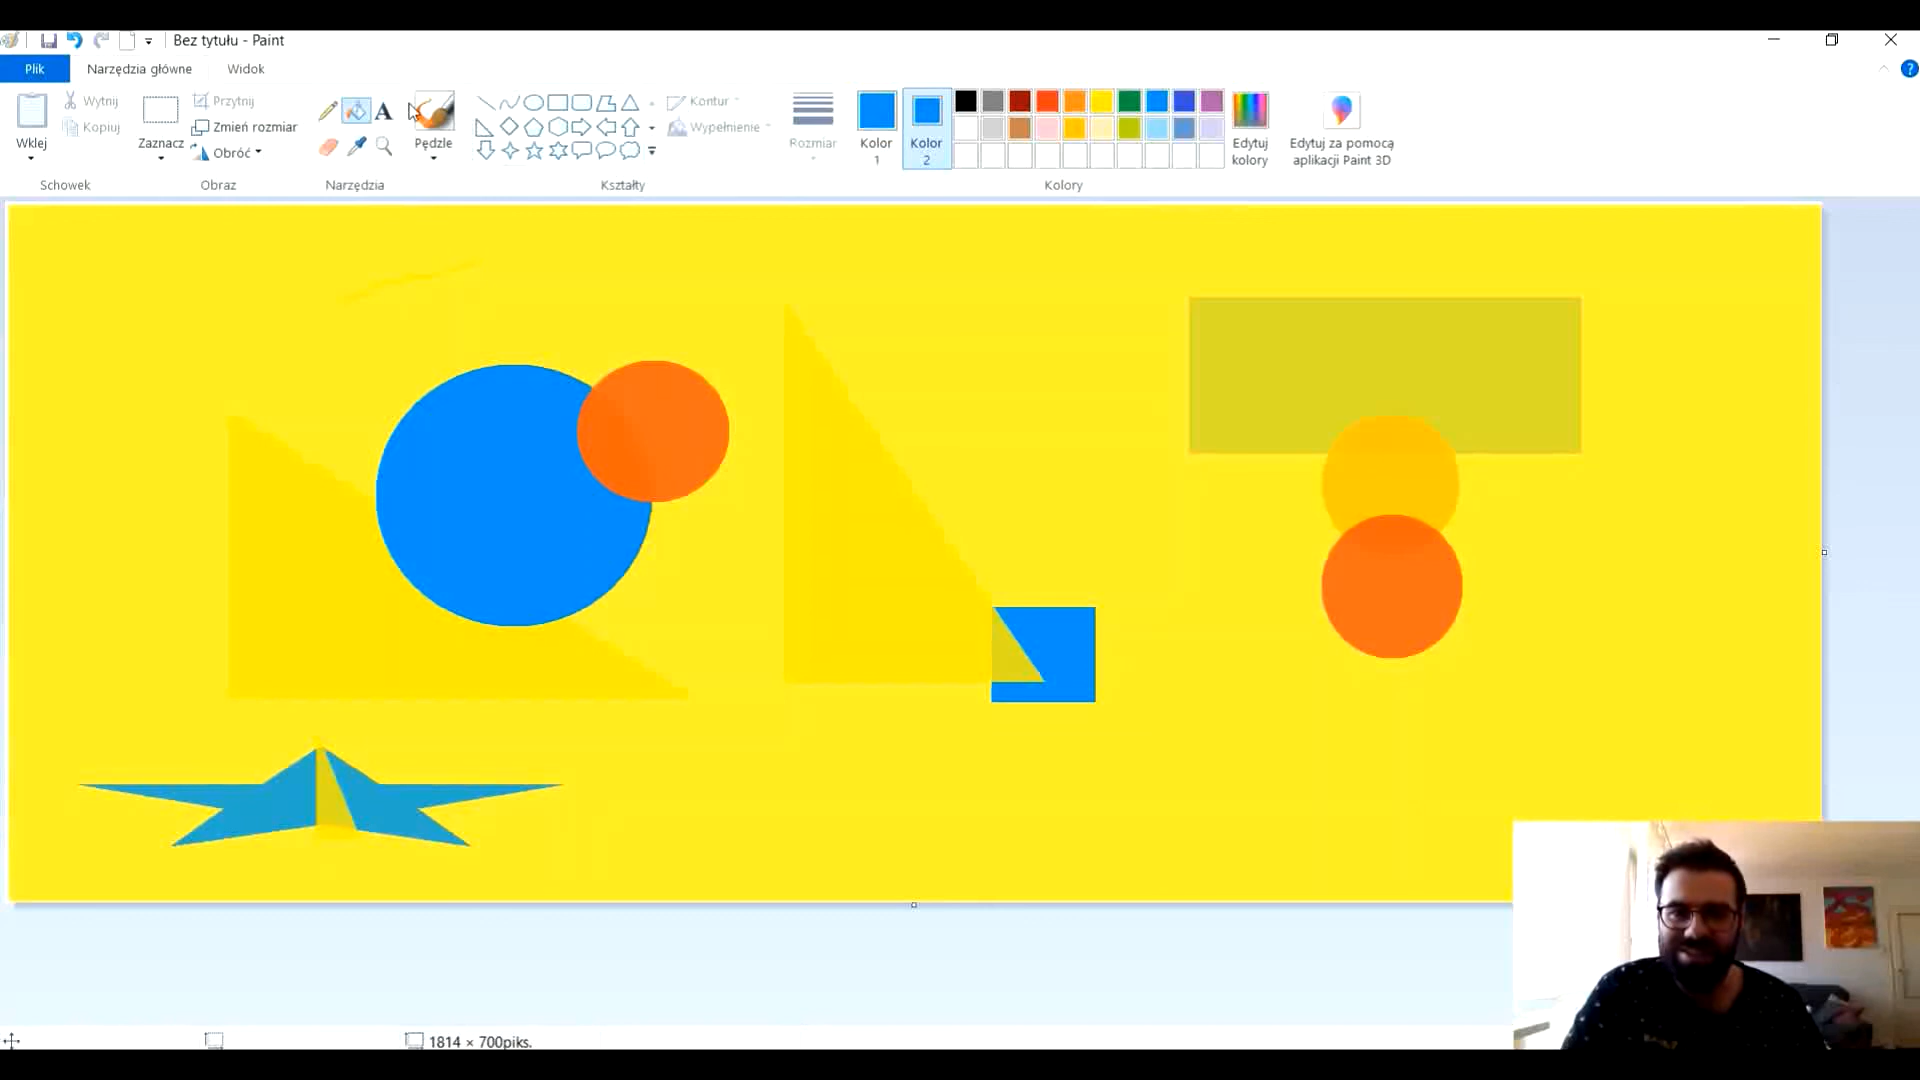 Bez tytułu - Paint
Plik Narzędzia główne Widok
Wklej
Wytnij
Kopiuj
Schowek
Zaznacz
Przytnij
Zmień rozmiar
Obróć
Obraz
A
Narzędzia
Pędzle
Kształty
Kontur
Wypełnienie
Rozmiar
Kolor
1
Kolor
2
Kolory
Edytuj
kolory
Edytuj za pomocą
aplikacji Paint 3D
?
1814 × 700piks.